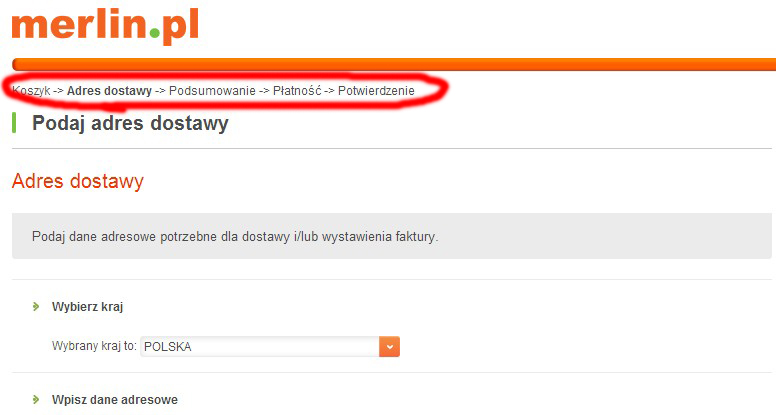 merlin.pl
Koszyk -> Adres dostawy -> Podsumowanie -> Płatność -> Potwierdzenie
Podaj adres dostawy
Adres dostawy
Podaj dane adresowe potrzebne dla dostawy i/lub wystawienia faktury.
Wybierz kraj
Wybrany kraj to: POLSKA
Wpisz dane adresowe